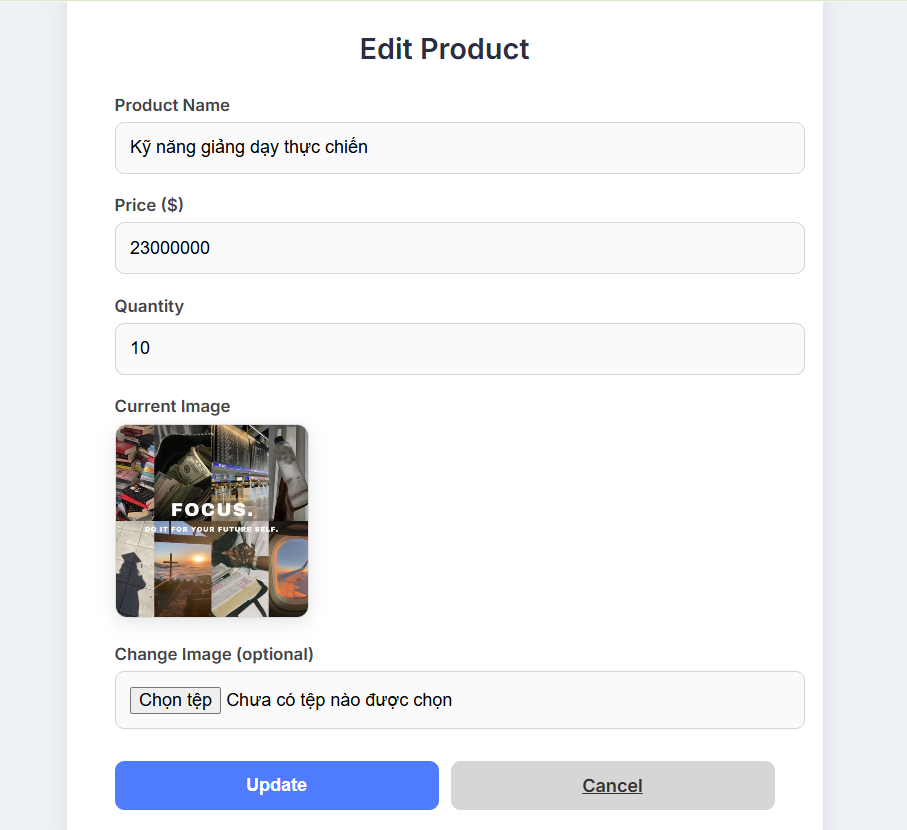 Edit Product
Product Name
Kỹ năng giảng dạy thực chiến
Price ($)
23000000
Quantity
10
Current Image
FOCUS.
DO IT FOR YOUR FUTURE SELF.
Change Image (optional)
Chọn tệp Chưa có tệp nào được chọn
Update Cancel